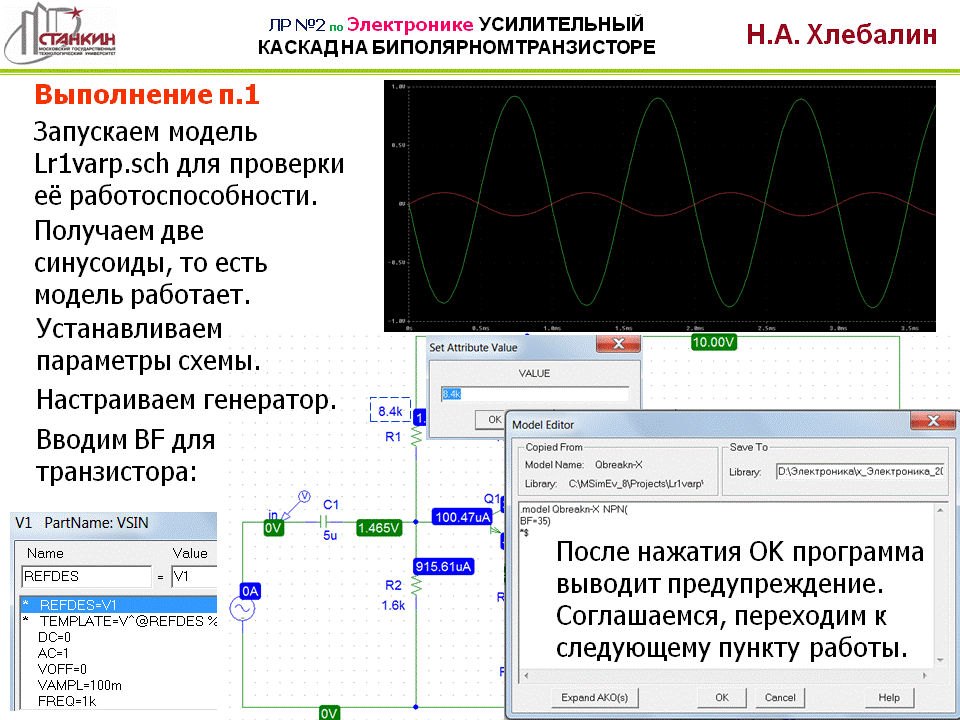 СТАНКИН
МОСКОВСКИЙ ГОСУДАРСТВЕННЫЙ
ТЕХНОЛОГИЧЕСКИЙ УНИВЕРСИТЕТ
ЛР №2 по Электронике УСИЛИТЕЛЬНЫЙ
КАСКАД НА БИПОЛЯРНОМТРАНЗИСТОРЕ
Н.А. Хлебалин
Выполнение п.1
Запускаем модель
Lr1varp.sch для проверки
её работоспособности.
Получаем две
синусоиды, то есть
модель работает.
Устанавливаем
параметры схемы.
Настраиваем генератор.
Вводим BF для
транзистора:
1.0V
0.5V
0V
-0.5V
-1.0V
0s 0.5ms 1.0ms 1.5ms 2.0ms 2.5ms 3.0ms 3.5ms
10.00V
Set Attribute Value
VALUE
8.4k
OK
8.4k
R1
1.
V
in
0V
C1
5u
1.465V
Q1
100.47uA
915.61uA
R2
1.6k
0A
0V
V1 PartName: VSIN
Name Value
REFDES = V1
* REFDES=V1
* TEMPLATE=V^@REFDES %
DC=0
AC=1
VOFF=0
VAMPL=100m
FREQ=1k
Model Editor
Copied From
Model Name: Qbreakn-X
Library: C:\MSimEv_8\Projects\Lr1varp\
Save To
Library: D:\Электроника\х_Электроника_20
.model Qbreakn-X NPN(
BF=35)
*$
После нажатия OK программа
выводит предупреждение.
Соглашаемся, переходим к
следующему пункту работы.
Expand AKO(s) OK Cancel Help